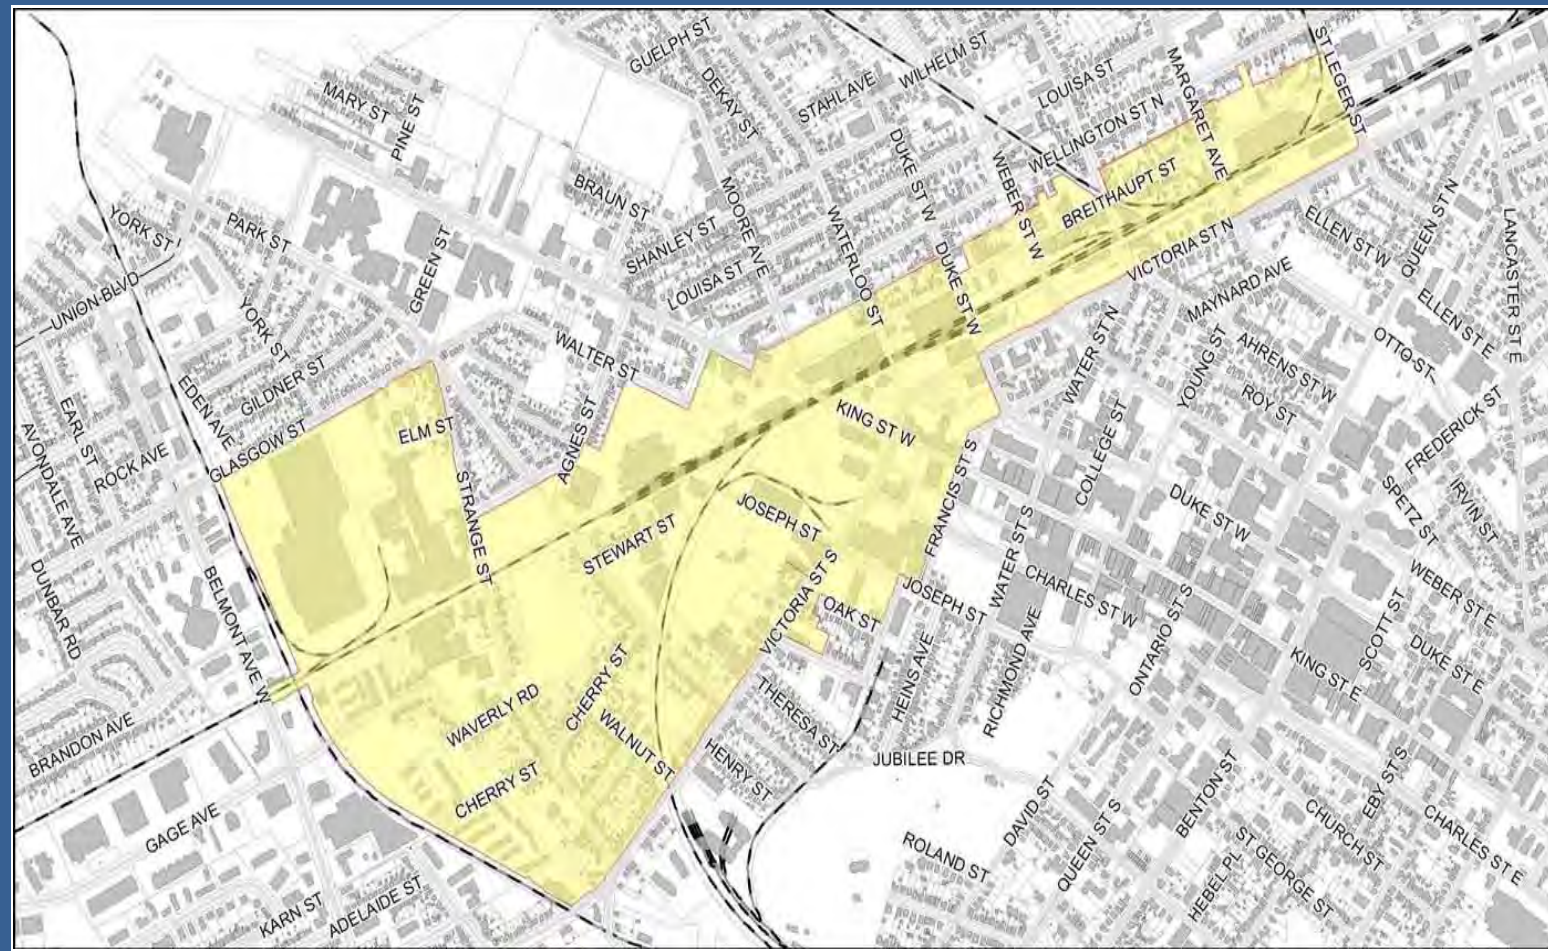 GUELPH ST
DEKAY ST
STAHL AVE
WILHELM ST
LOUISA ST
MARGARET AVE
ST LEGER ST
MARY ST
PINE ST
WELLINGTON ST N
DUKE ST W
WEBER ST W
BREITHAUPT ST
BRAUN ST
MOORE AVE
YORK ST
PARK ST
GREEN ST
SHANLEY ST
LOUISA ST
WATERLOO ST
DUKE ST W
VICTORIA ST N
ELLEN ST W
QUEEN ST N
LANCASTER ST E
UNION BLVD
YORK ST
GILDNER ST
WALTER ST
WATER ST N
MAYNARD AVE
YOUNG ST
AHRENS ST W
ROY ST
OTTO ST
ELLEN ST E
EDEN AVE
EARL ST
ROCK AVE
AVONDALE AVE
GLASGOW ST
ELM ST
AGNES ST
KING ST W
COLLEGE ST
FREDERICK ST
SPETZ ST
IRVIN ST
STRANGE ST
STEWART ST
JOSEPH ST
FRANCIS ST S
WATER ST S
DUKE ST W
DUNBAR RD
BELMONT AVE W
VICTORIA ST S
OAK ST
JOSEPH ST
CHARLES ST W
ONTARIO ST S
WEBER ST E
SCOTT ST
DUKE ST E
KING ST E
BRANDON AVE
WAVERLY RD
CHERRY ST
WALNUT ST
THERESA ST
HEINS AVE
RICHMOND AVE
CHERRY ST
HENRY ST
JUBILEE DR
GAGE AVE
DAVID ST
QUEEN ST S
BENTON ST
EBY ST S
CHURCH ST
CHARLES ST E
ROLAND ST
ST GEORGE ST
HEBEL PL
KARN ST
ADELAIDE ST